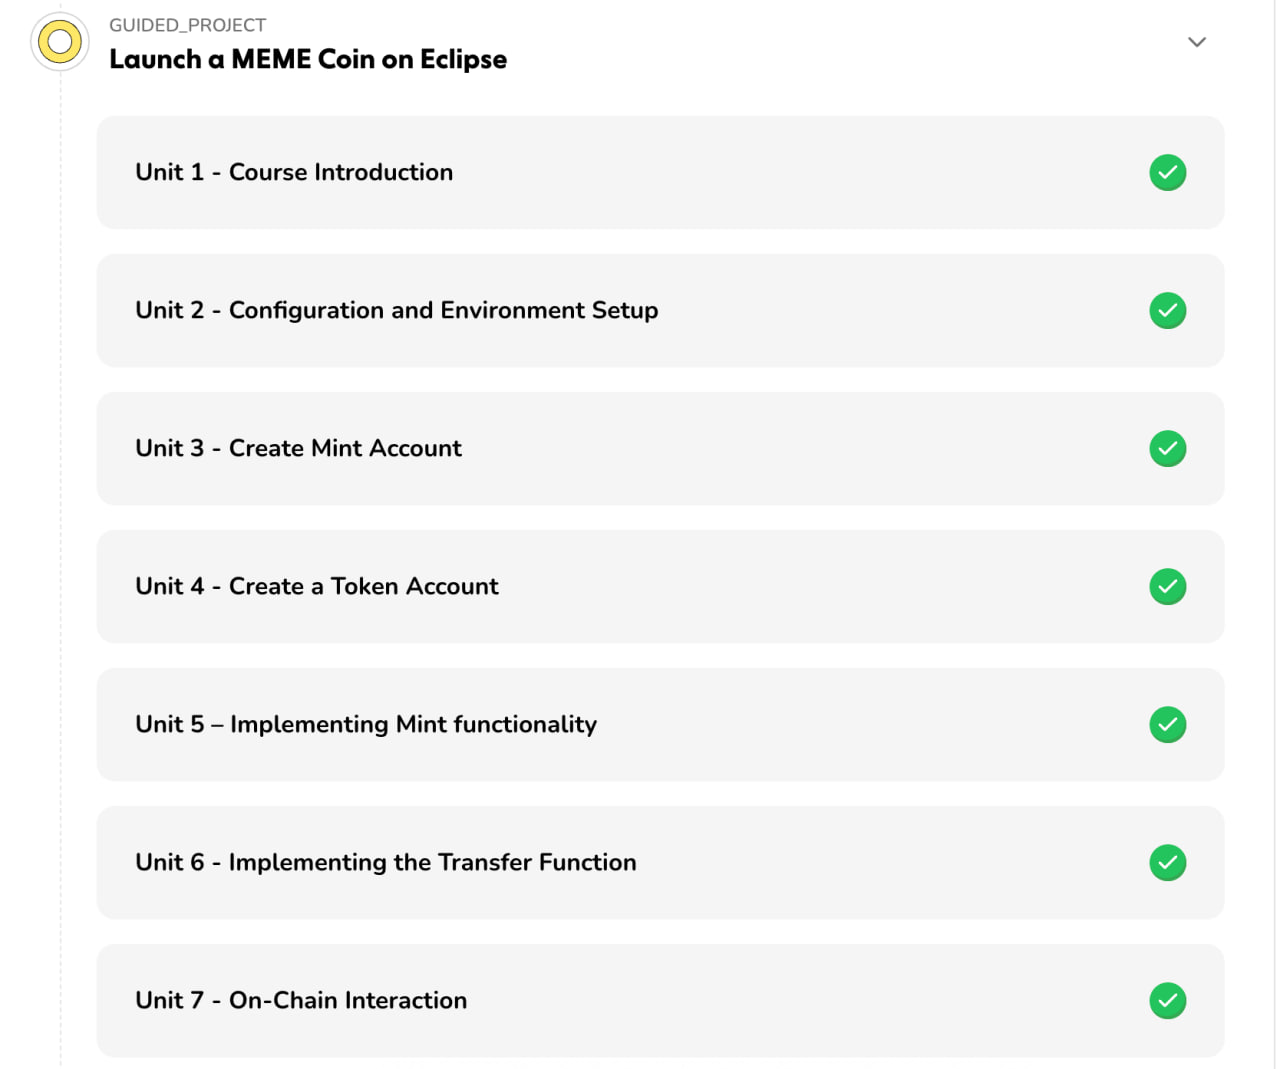 GUIDED_PROJECT
Launch a MEME Coin on Eclipse
Unit 1 - Course Introduction
Unit 2 - Configuration and Environment Setup
Unit 3 - Create Mint Account
Unit 4 - Create a Token Account
Unit 5 – Implementing Mint functionality
Unit 6 - Implementing the Transfer Function
Unit 7 - On-Chain Interaction